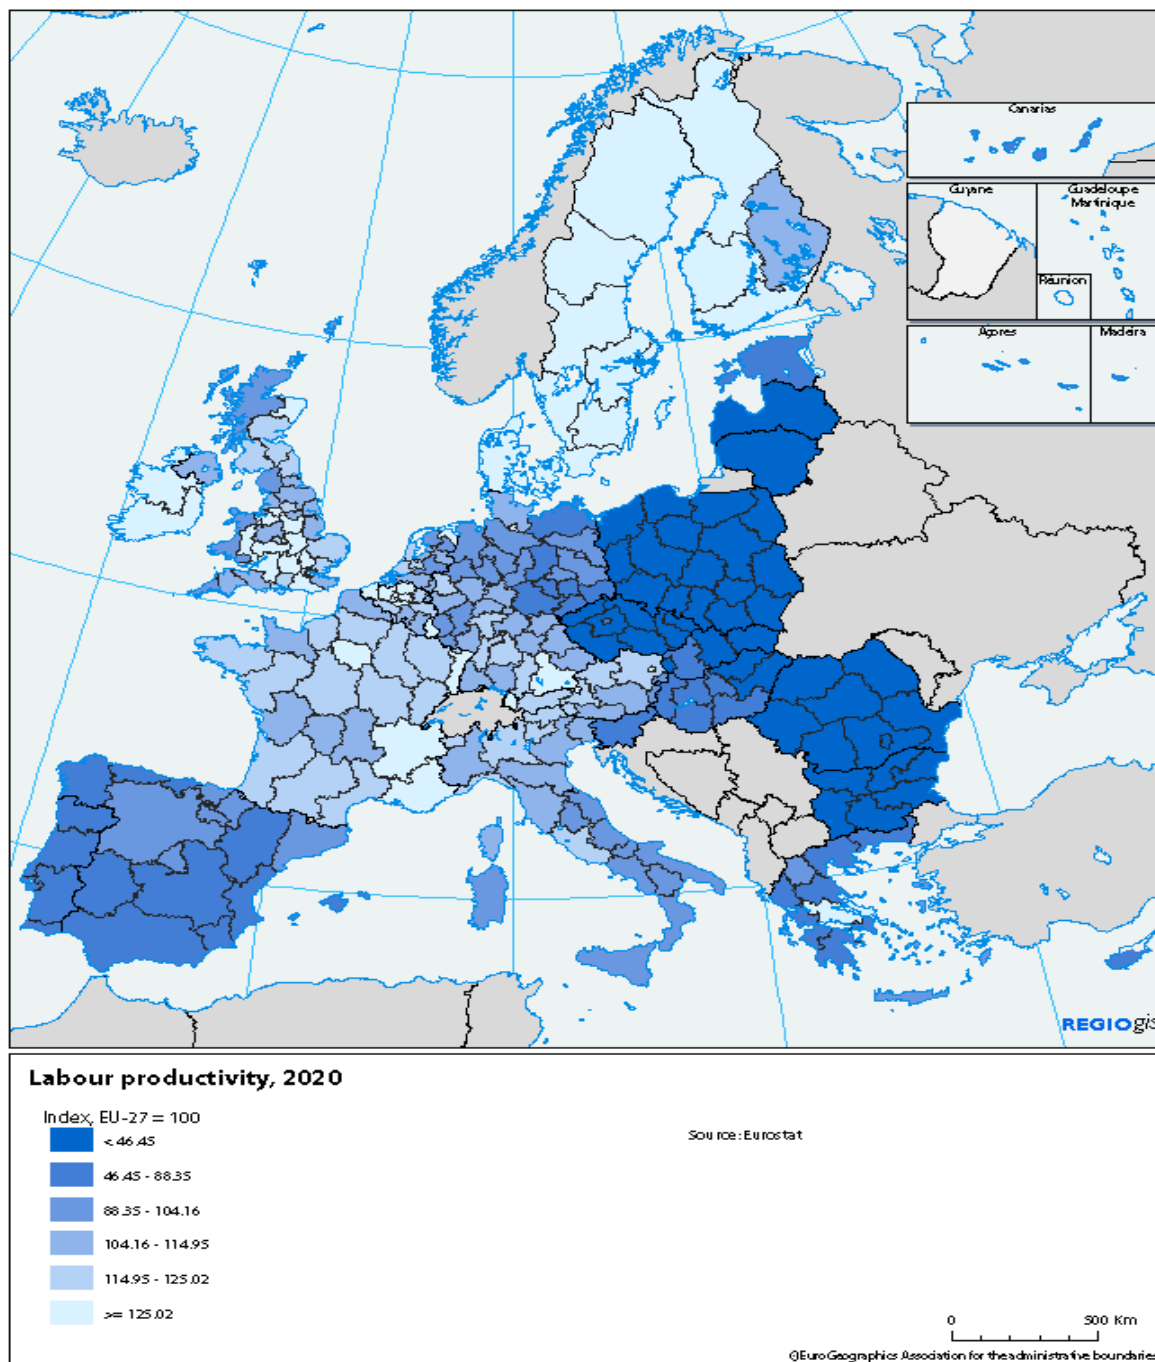 Canarias
Guyane
Guadeloupe
Martinique
Réunion
Açores
Madeira
REGIOgis
Labour productivity, 2020
Index, EU-27 = 100
< 46.45
46.45 - 88.35
88.35 - 104.16
104.16 - 114.95
114.95 - 125.02
>= 125.02
Source: Eurostat
0 500 Km
© EuroGeographics Association for the administrative boundaries